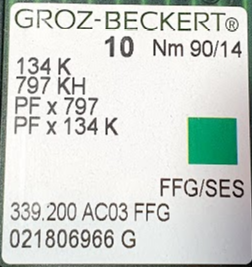 GROZ-BECKERT®
10 Nm 90/14
134 K
797 KH
PF x 797
PF x 134 K
FFG/SES
339.200 AC03 FFG
021806966 G